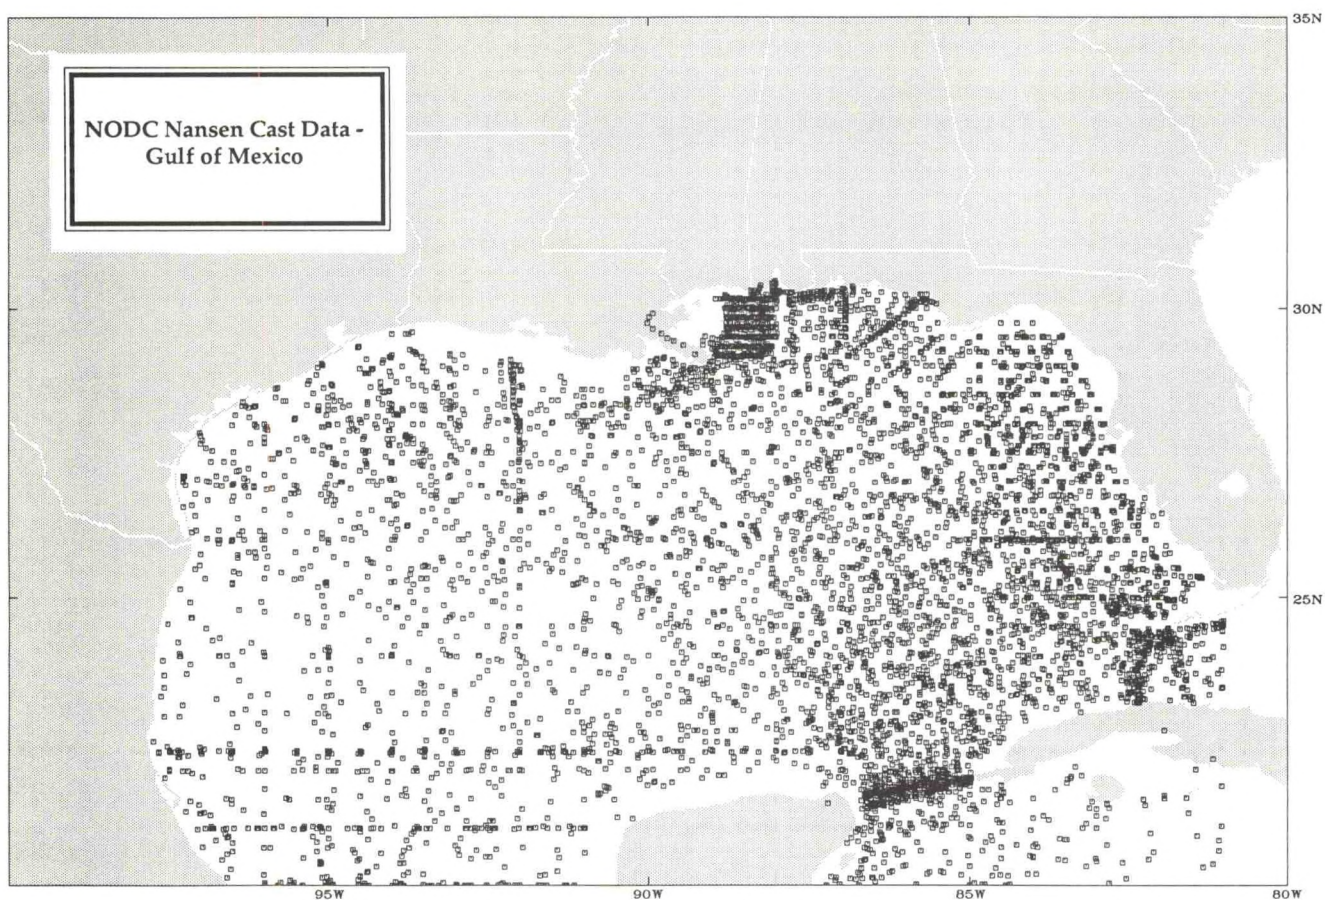 35N
NODC Nansen Cast Data -
Gulf of Mexico
30N
25N
95W
90W
85W
80W